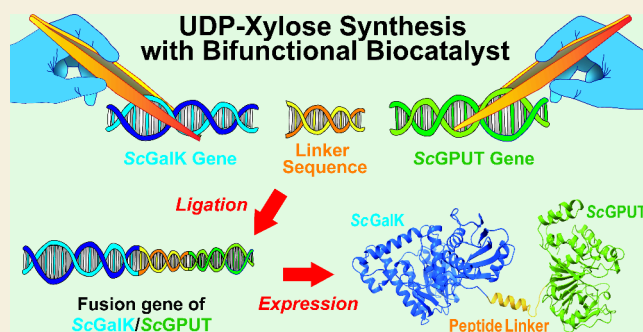 UDP-Xylose Synthesis
with Bifunctional Biocatalyst
ScGalK Gene
Linker
Sequence
ScGPUT Gene
Ligation
ScGalK
ScGPUT
Fusion gene of
ScGalK/ScGPUT
Expression
Peptide Linker